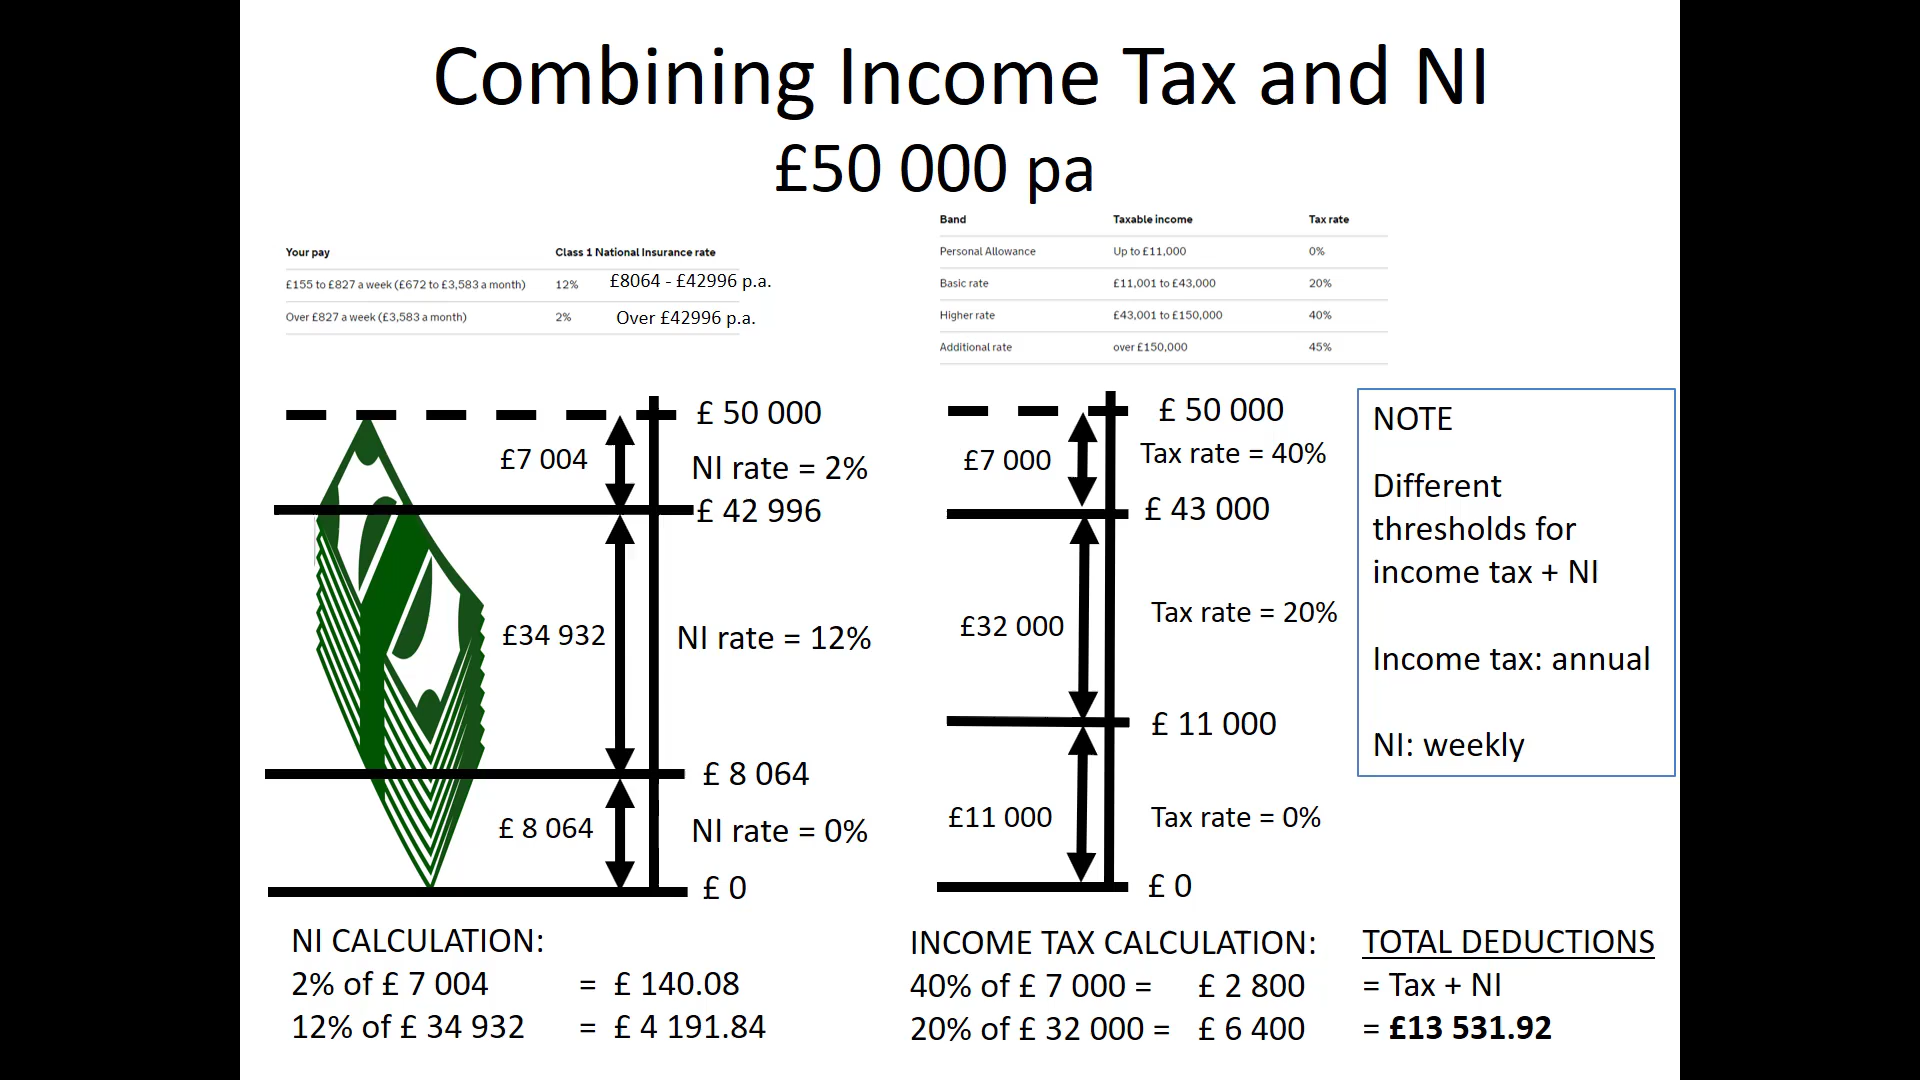 Combining Income Tax and NI
£50 000 pa
Your pay Class 1 National Insurance rate
£155 to £827 a week (£672 to £3,583 a month) 12% £8064 - £42996 p.a.
Over £827 a week (£3,583 a month) 2% Over £42996 p.a.
Band Taxable income Tax rate
Personal Allowance Up to £11,000 0%
Basic rate £11,001 to £43,000 20%
Higher rate £43,001 to £150,000 40%
Additional rate over £150,000 45%
£ 50 000
£7 004
NI rate = 2%
£ 42 996
£34 932
NI rate = 12%
£ 8 064
£ 8 064
NI rate = 0%
£ 0
£ 50 000
£7 000
Tax rate = 40%
£ 43 000
£32 000
Tax rate = 20%
£ 11 000
£11 000
Tax rate = 0%
£ 0
NOTE
Different
thresholds for
income tax + NI
Income tax: annual
NI: weekly
NI CALCULATION:
2% of £ 7 004 = £ 140.08
12% of £ 34 932 = £ 4 191.84
INCOME TAX CALCULATION:
40% of £ 7 000 = £ 2 800
20% of £ 32 000 = £ 6 400
TOTAL DEDUCTIONS
= Tax + NI
= £13 531.92